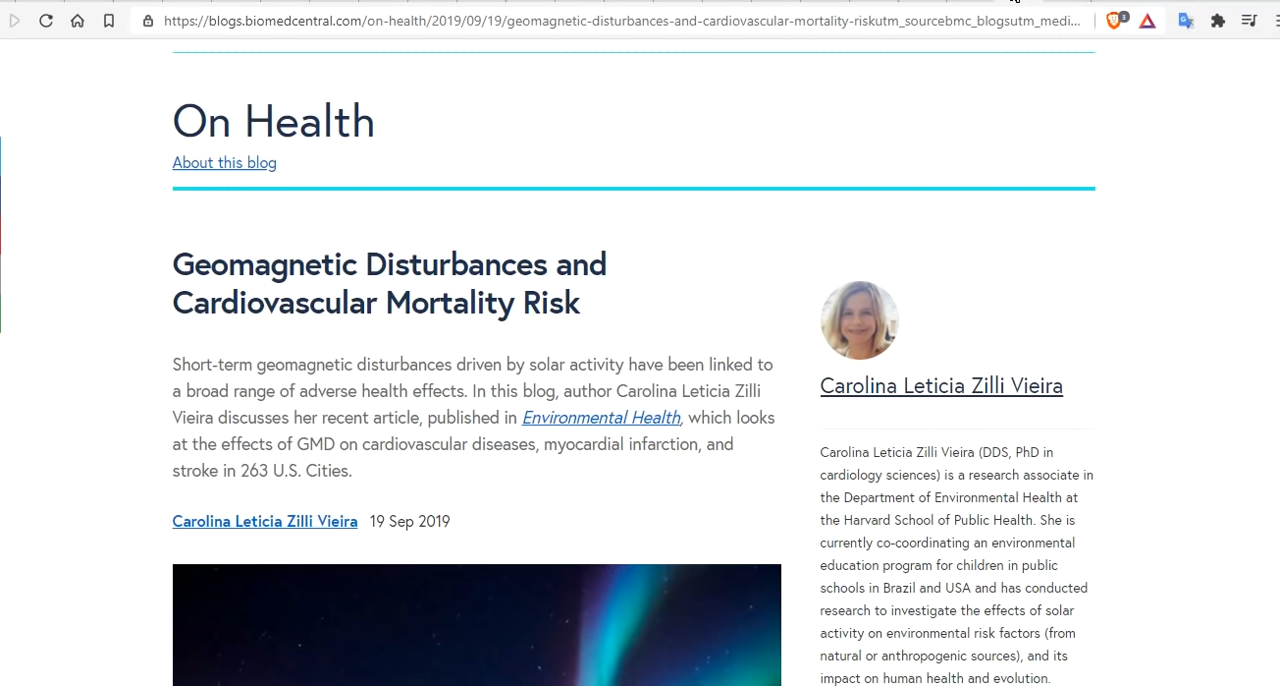 https://blogs.biomedcentral.com/on-health/2019/09/19/geomagnetic-disturbances-and-cardiovascular-mortality-riskutm_sourcebmc_blogsutm_medi...
3
On Health
About this blog
Geomagnetic Disturbances and
Cardiovascular Mortality Risk
Short-term geomagnetic disturbances driven by solar activity have been linked to
a broad range of adverse health effects. In this blog, author Carolina Leticia Zilli
Vieira discusses her recent article, published in Environmental Health, which looks
at the effects of GMD on cardiovascular diseases, myocardial infarction, and
stroke in 263 U.S. Cities.
Carolina Leticia Zilli Vieira 19 Sep 2019
Carolina Leticia Zilli Vieira
Carolina Leticia Zilli Vieira (DDS, PhD in
cardiology sciences) is a research associate in
the Department of Environmental Health at
the Harvard School of Public Health. She is
currently co-coordinating an environmental
education program for children in public
schools in Brazil and USA and has conducted
research to investigate the effects of solar
activity on environmental risk factors (from
natural or anthropogenic sources), and its
impact on human health and evolution.